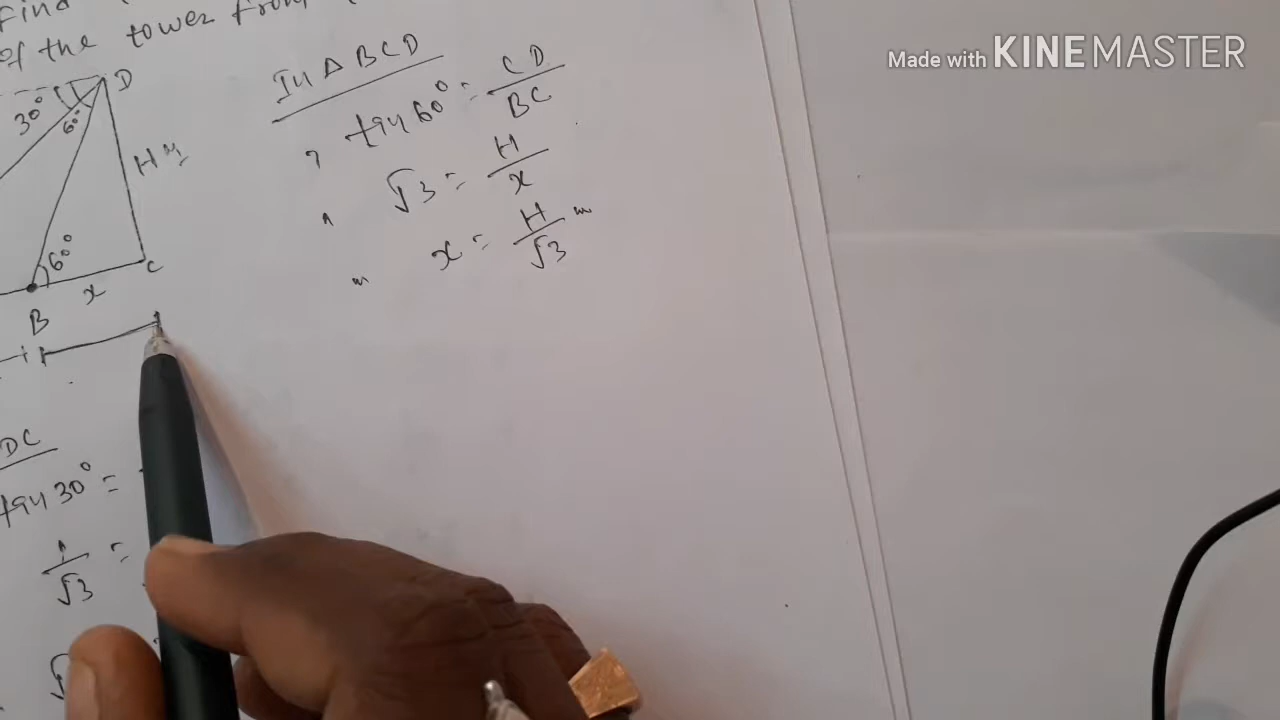 Find
of the tower from
D
30°
60°
H m
60°
C
x
B
In Δ BCD
tan 60° = CD / BC
√3 = H / x
x = H / √3 m
DC
tan 30° =
1 / √3 =
√
Made with KINEMASTER